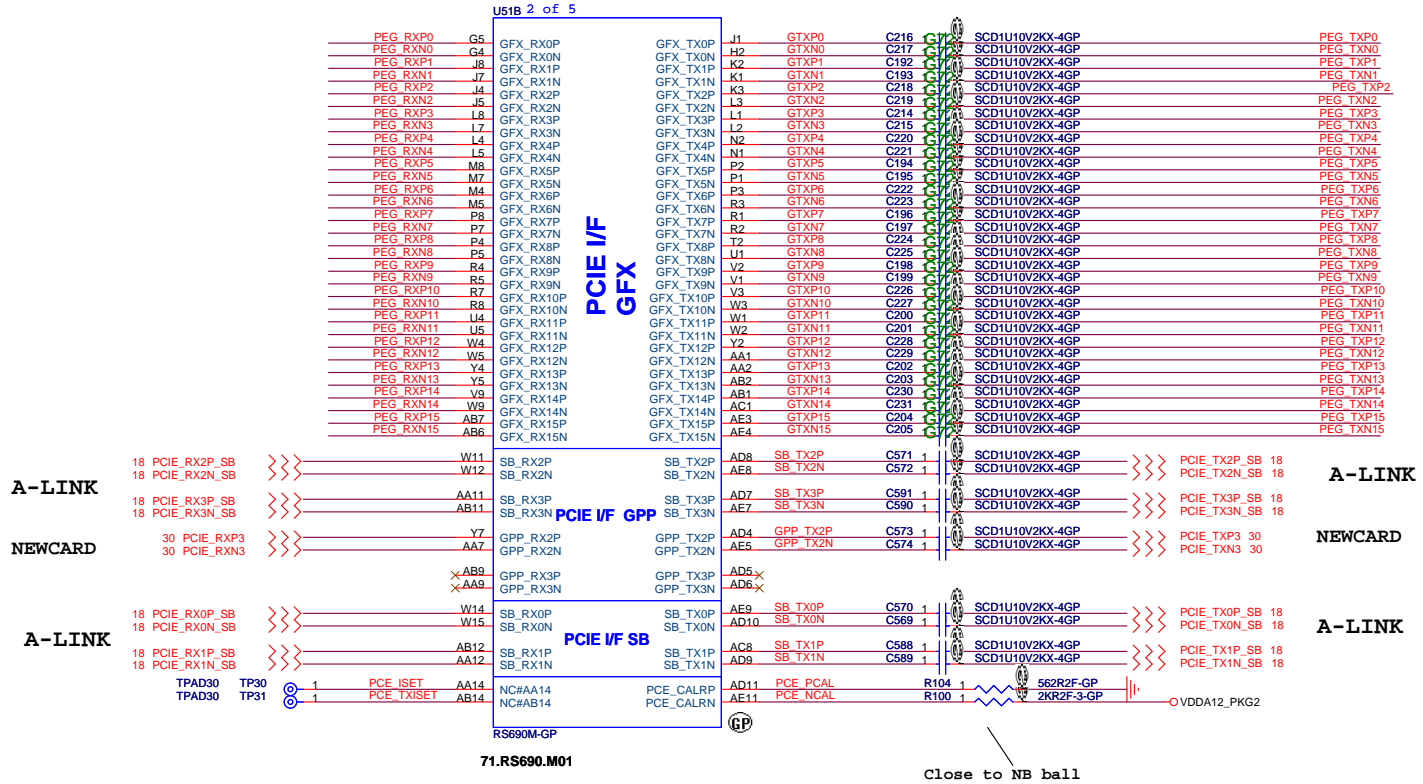 U51B 2 of 5
PEG_RXP0 G5 GFX_RX0P GFX_TX0P J1 GTXP0 C216 SCD1U10V2KX-4GP PEG_TXP0
PEG_RXN0 G4 GFX_RX0N GFX_TX0N H2 GTXN0 C217 SCD1U10V2KX-4GP PEG_TXN0
PEG_RXP1 J8 GFX_RX1P GFX_TX1P K2 GTXP1 C192 SCD1U10V2KX-4GP PEG_TXP1
PEG_RXN1 J7 GFX_RX1N GFX_TX1N K1 GTXN1 C193 SCD1U10V2KX-4GP PEG_TXN1
PEG_RXP2 J4 GFX_RX2P GFX_TX2P K3 GTXP2 C218 SCD1U10V2KX-4GP PEG_TXP2
PEG_RXN2 J5 GFX_RX2N GFX_TX2N L3 GTXN2 C219 SCD1U10V2KX-4GP PEG_TXN2
PEG_RXP3 L8 GFX_RX3P GFX_TX3P L1 GTXP3 C214 SCD1U10V2KX-4GP PEG_TXP3
PEG_RXN3 L7 GFX_RX3N GFX_TX3N L2 GTXN3 C215 SCD1U10V2KX-4GP PEG_TXN3
PEG_RXP4 L4 GFX_RX4P GFX_TX4P N2 GTXP4 C220 SCD1U10V2KX-4GP PEG_TXP4
PEG_RXN4 L5 GFX_RX4N GFX_TX4N N1 GTXN4 C221 SCD1U10V2KX-4GP PEG_TXN4
PEG_RXP5 M8 GFX_RX5P GFX_TX5P P2 GTXP5 C194 SCD1U10V2KX-4GP PEG_TXP5
PEG_RXN5 M7 GFX_RX5N GFX_TX5N P1 GTXN5 C195 SCD1U10V2KX-4GP PEG_TXN5
PEG_RXP6 M4 GFX_RX6P GFX_TX6P P3 GTXP6 C222 SCD1U10V2KX-4GP PEG_TXP6
PEG_RXN6 M5 GFX_RX6N GFX_TX6N R3 GTXN6 C223 SCD1U10V2KX-4GP PEG_TXN6
PEG_RXP7 P8 GFX_RX7P GFX_TX7P R1 GTXP7 C196 SCD1U10V2KX-4GP PEG_TXP7
PEG_RXN7 P7 GFX_RX7N GFX_TX7N R2 GTXN7 C197 SCD1U10V2KX-4GP PEG_TXN7
PEG_RXP8 P4 GFX_RX8P GFX_TX8P T2 GTXP8 C224 SCD1U10V2KX-4GP PEG_TXP8
PEG_RXN8 P5 GFX_RX8N GFX_TX8N U1 GTXN8 C225 SCD1U10V2KX-4GP PEG_TXN8
PEG_RXP9 R4 GFX_RX9P GFX_TX9P V2 GTXP9 C198 SCD1U10V2KX-4GP PEG_TXP9
PEG_RXN9 R5 GFX_RX9N GFX_TX9N V1 GTXN9 C199 SCD1U10V2KX-4GP PEG_TXN9
PEG_RXP10 R7 GFX_RX10P GFX_TX10P V3 GTXP10 C226 SCD1U10V2KX-4GP PEG_TXP10
PEG_RXN10 R8 GFX_RX10N GFX_TX10N W3 GTXN10 C227 SCD1U10V2KX-4GP PEG_TXN10
PEG_RXP11 U4 GFX_RX11P GFX_TX11P W1 GTXP11 C200 SCD1U10V2KX-4GP PEG_TXP11
PEG_RXN11 U5 GFX_RX11N GFX_TX11N W2 GTXN11 C201 SCD1U10V2KX-4GP PEG_TXN11
PEG_RXP12 W4 GFX_RX12P GFX_TX12P Y2 GTXP12 C228 SCD1U10V2KX-4GP PEG_TXP12
PEG_RXN12 W5 GFX_RX12N GFX_TX12N AA1 GTXN12 C229 SCD1U10V2KX-4GP PEG_TXN12
PEG_RXP13 Y4 GFX_RX13P GFX_TX13P AA2 GTXP13 C202 SCD1U10V2KX-4GP PEG_TXP13
PEG_RXN13 Y5 GFX_RX13N GFX_TX13N AB2 GTXN13 C203 SCD1U10V2KX-4GP PEG_TXN13
PEG_RXP14 V9 GFX_RX14P GFX_TX14P AB1 GTXP14 C230 SCD1U10V2KX-4GP PEG_TXP14
PEG_RXN14 W9 GFX_RX14N GFX_TX14N AC1 GTXN14 C231 SCD1U10V2KX-4GP PEG_TXN14
PEG_RXP15 AB7 GFX_RX15P GFX_TX15P AE3 GTXP15 C204 SCD1U10V2KX-4GP PEG_TXP15
PEG_RXN15 AB6 GFX_RX15N GFX_TX15N AE4 GTXN15 C205 SCD1U10V2KX-4GP PEG_TXN15
PCIE I/F
GFX
18 PCIE_RX2P_SB W11 SB_RX2P SB_TX2P AD8 SB_TX2P C571 1 SCD1U10V2KX-4GP PCIE_TX2P_SB 18
18 PCIE_RX2N_SB W12 SB_RX2N SB_TX2N AE8 SB_TX2N C572 1 SCD1U10V2KX-4GP PCIE_TX2N_SB 18
A-LINK A-LINK
18 PCIE_RX3P_SB AA11 SB_RX3P SB_TX3P AD7 SB_TX3P C591 1 SCD1U10V2KX-4GP PCIE_TX3P_SB 18
18 PCIE_RX3N_SB AB11 SB_RX3N SB_TX3N AE7 SB_TX3N C590 1 SCD1U10V2KX-4GP PCIE_TX3N_SB 18
PCIE I/F GPP
30 PCIE_RXP3 Y7 GPP_RX2P GPP_TX2P AD4 GPP_TX2P C573 1 SCD1U10V2KX-4GP PCIE_TXP3 30
NEWCARD NEWCARD
30 PCIE_RXN3 AA7 GPP_RX2N GPP_TX2N AE5 GPP_TX2N C574 1 SCD1U10V2KX-4GP PCIE_TXN3 30
AB9 GPP_RX3P GPP_TX3P AD5
AA9 GPP_RX3N GPP_TX3N AD6
18 PCIE_RX0P_SB W14 SB_RX0P SB_TX0P AE9 SB_TX0P C570 1 SCD1U10V2KX-4GP PCIE_TX0P_SB 18
18 PCIE_RX0N_SB W15 SB_RX0N SB_TX0N AD10 SB_TX0N C569 1 SCD1U10V2KX-4GP PCIE_TX0N_SB 18
A-LINK PCIE I/F SB A-LINK
18 PCIE_RX1P_SB AB12 SB_RX1P SB_TX1P AC8 SB_TX1P C588 1 SCD1U10V2KX-4GP PCIE_TX1P_SB 18
18 PCIE_RX1N_SB AA12 SB_RX1N SB_TX1N AD9 SB_TX1N C589 1 SCD1U10V2KX-4GP PCIE_TX1N_SB 18
TPAD30 TP30 1 PCE_ISET AA14 NC#AA14 PCE_CALRP AD11 PCE_PCAL R104 1 562R2F-GP
TPAD30 TP31 1 PCE_TXISET AB14 NC#AB14 PCE_CALRN AE11 PCE_NCAL R100 1 2KR2F-3-GP VDDA12_PKG2
GP
RS690M-GP
71.RS690.M01
Close to NB ball